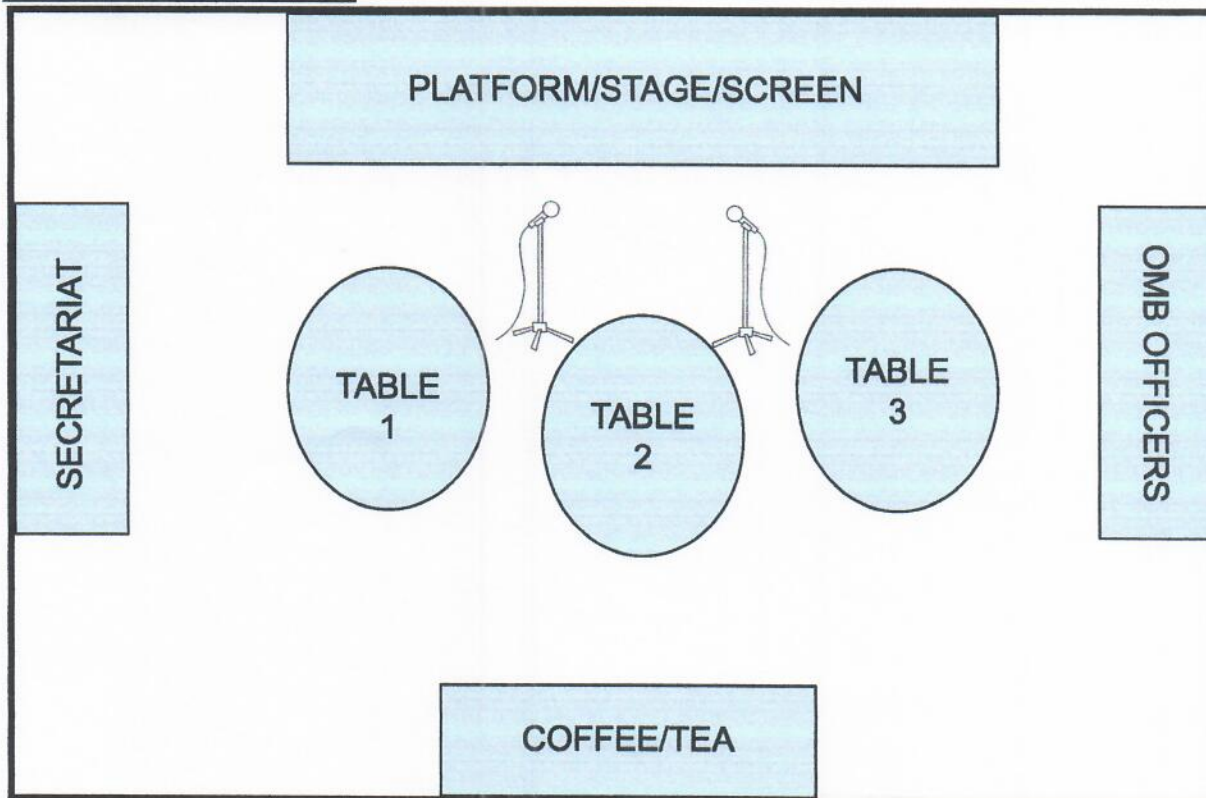 PLATFORM/STAGE/SCREEN
SECRETARIAT
OMB OFFICERS
TABLE
1
TABLE
2
TABLE
3
COFFEE/TEA